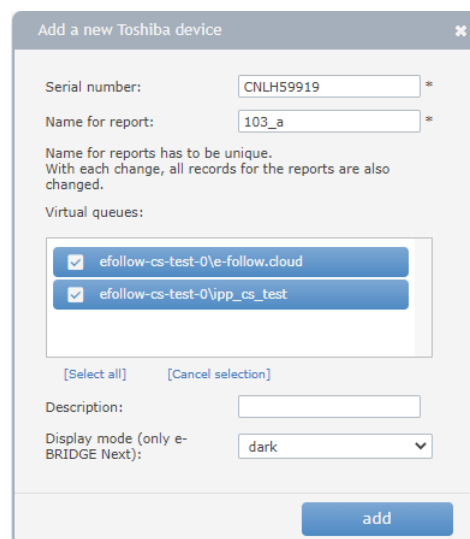 Add a new Toshiba device
Serial number: CNLH59919 *
Name for report: 103_a *
Name for reports has to be unique.
With each change, all records for the reports are also
changed.
Virtual queues:
efollow-cs-test-0\e-follow.cloud
efollow-cs-test-0\ipp_cs_test
[Select all] [Cancel selection]
Description:
Display mode (only e-
BRIDGE Next): dark
add